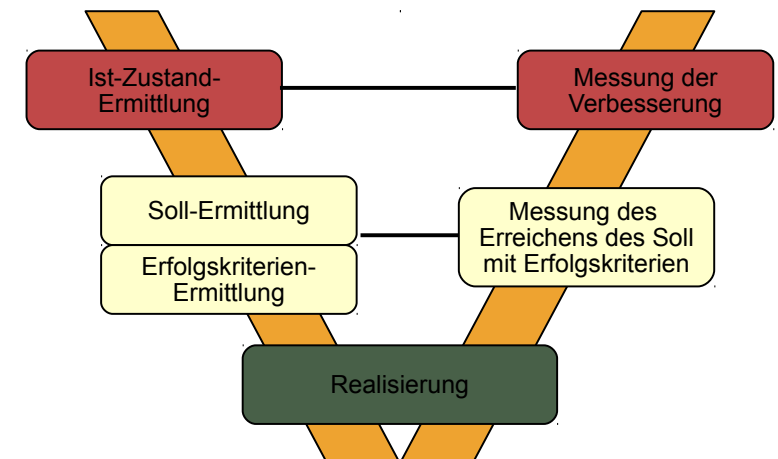 Ist-Zustand-
Ermittlung
Messung der
Verbesserung
Soll-Ermittlung
Erfolgskriterien-
Ermittlung
Messung des
Erreichens des Soll
mit Erfolgskriterien
Realisierung